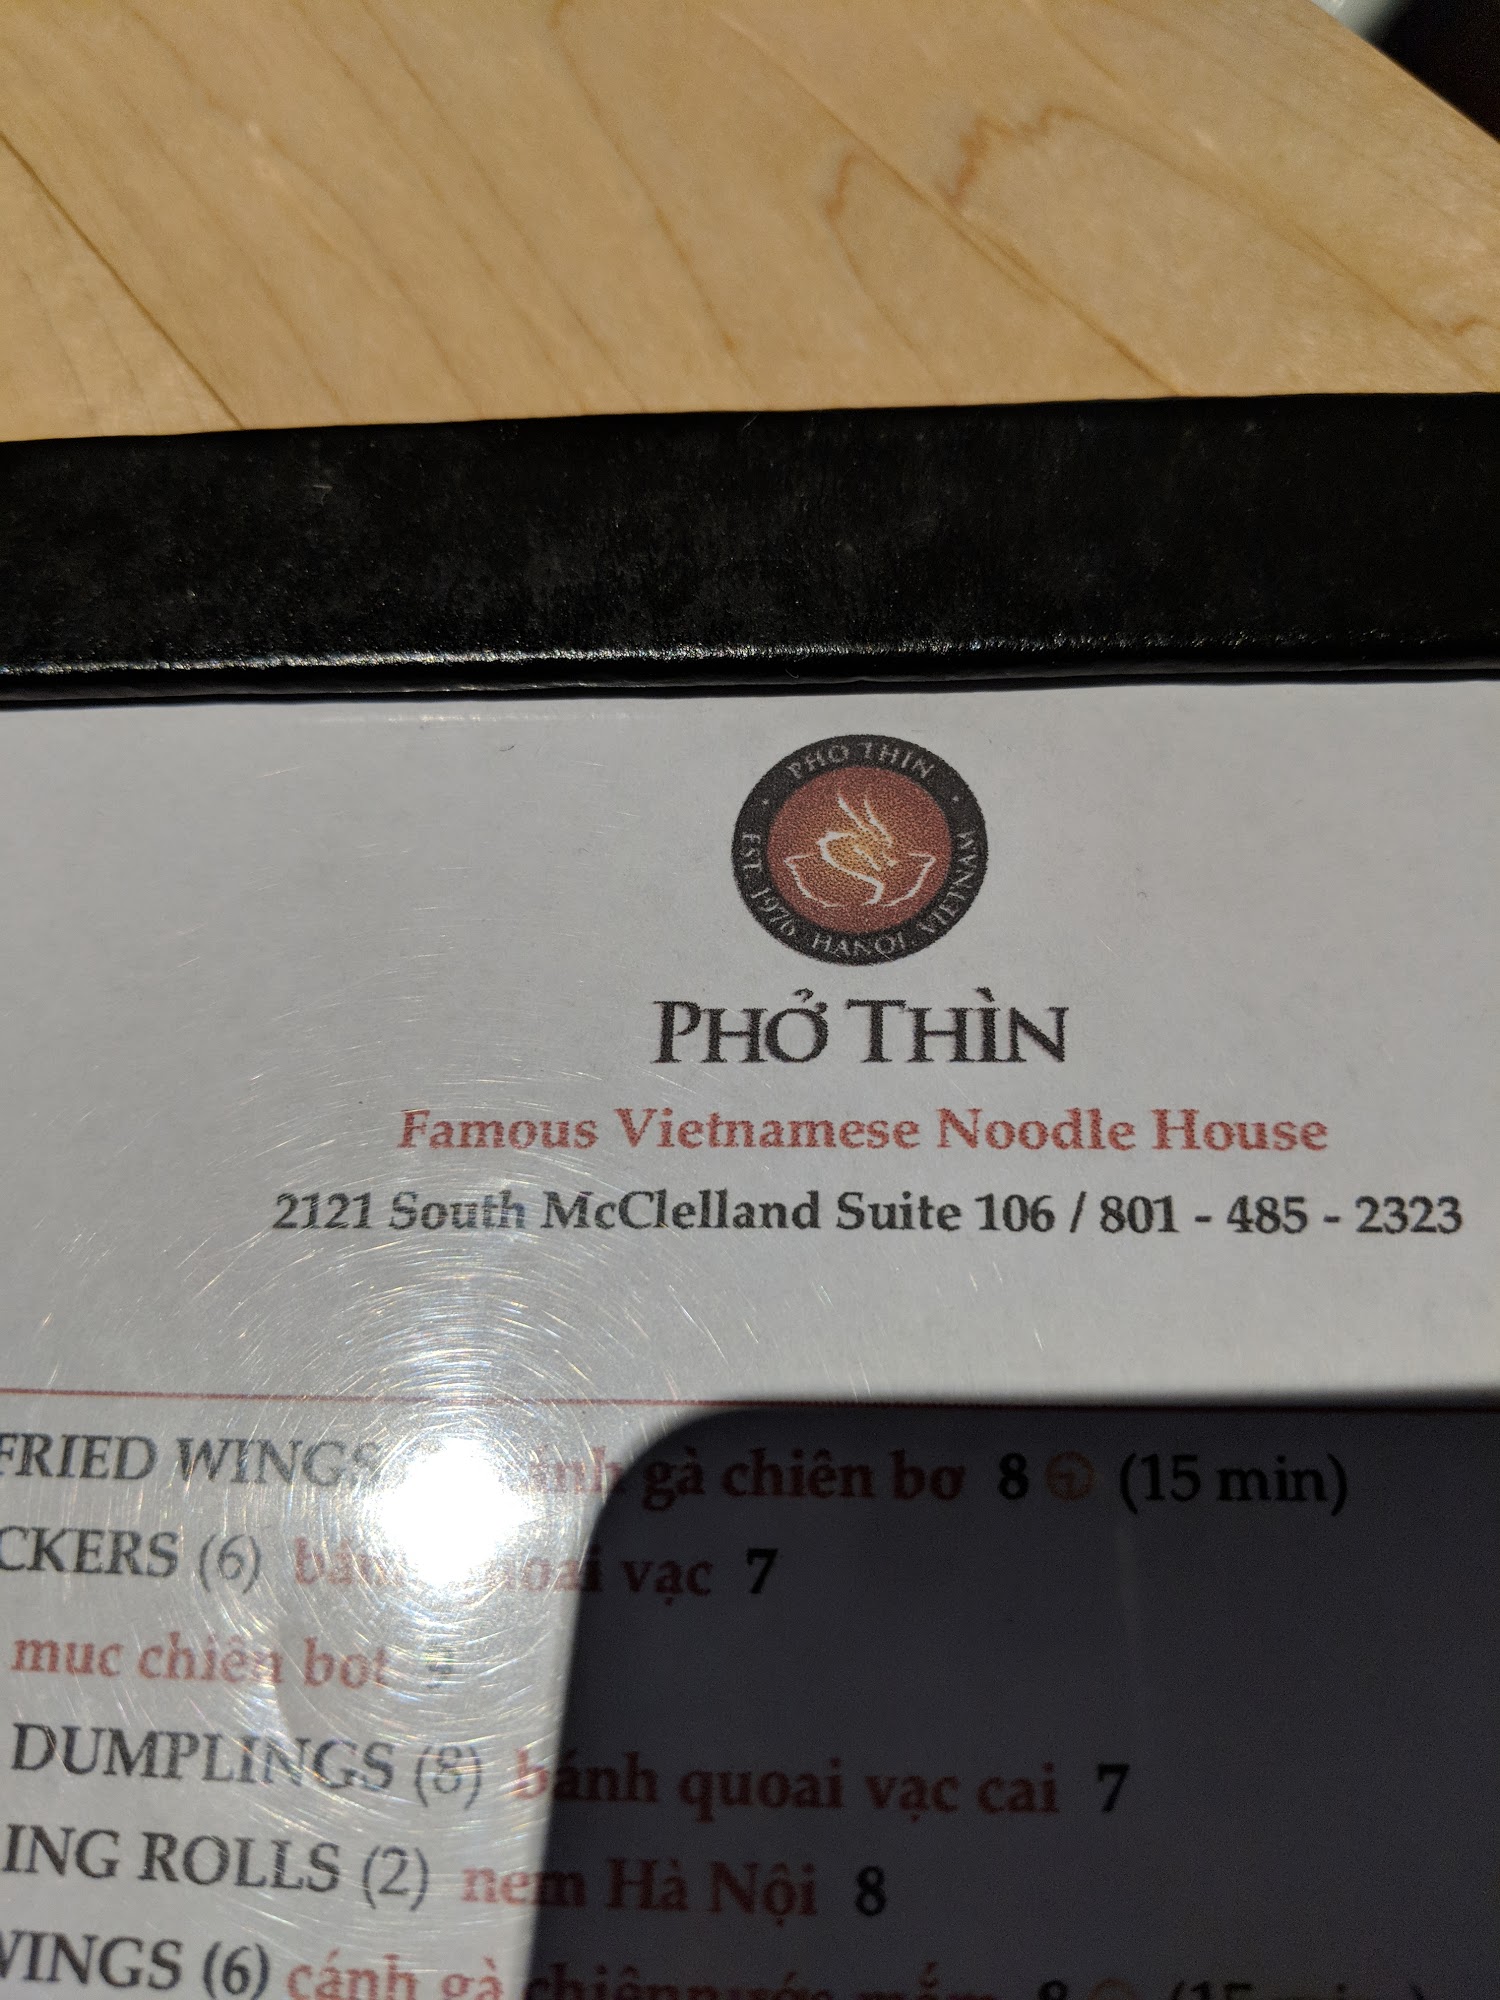 PHO THIN
EST. 1976 HANOI, VIETNAM
PHỞ THÌN
Famous Vietnamese Noodle House
2121 South McClelland Suite 106 / 801 - 485 - 2323
FRIED WINGS gà chiên bơ 8 (15 min)
CKERS (6) vạc 7
muc chiên bot
DUMPLINGS (8) bánh quoai vạc cai 7
ING ROLLS (2) nem Hà Nội 8
WINGS (6) cánh gà